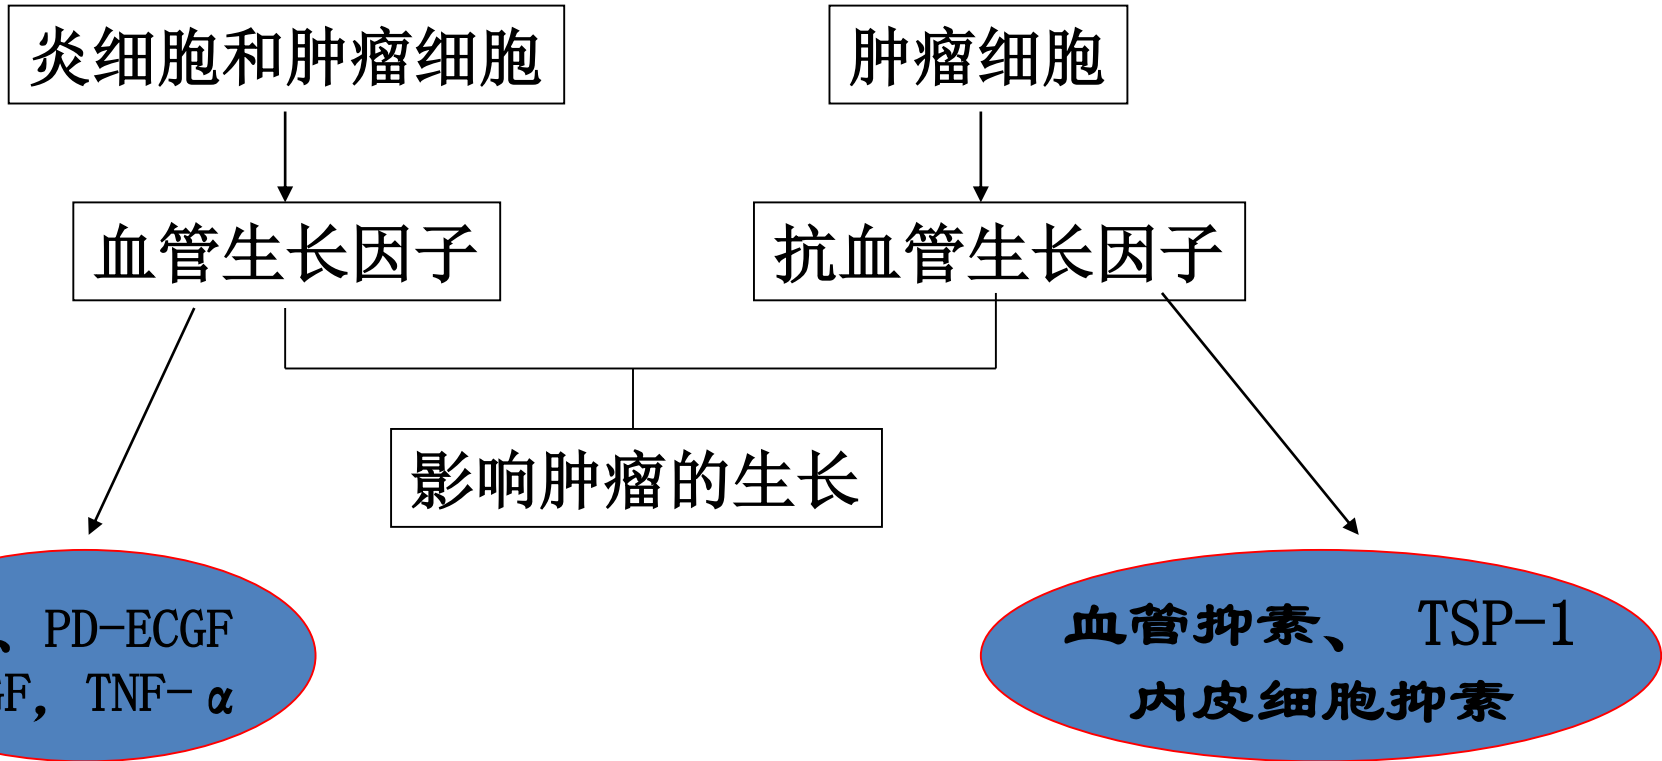 炎细胞和肿瘤细胞
肿瘤细胞
血管生长因子
抗血管生长因子
影响肿瘤的生长
、PD-ECGF
F, TNF-α
血管抑素、 TSP-1
内皮细胞抑素